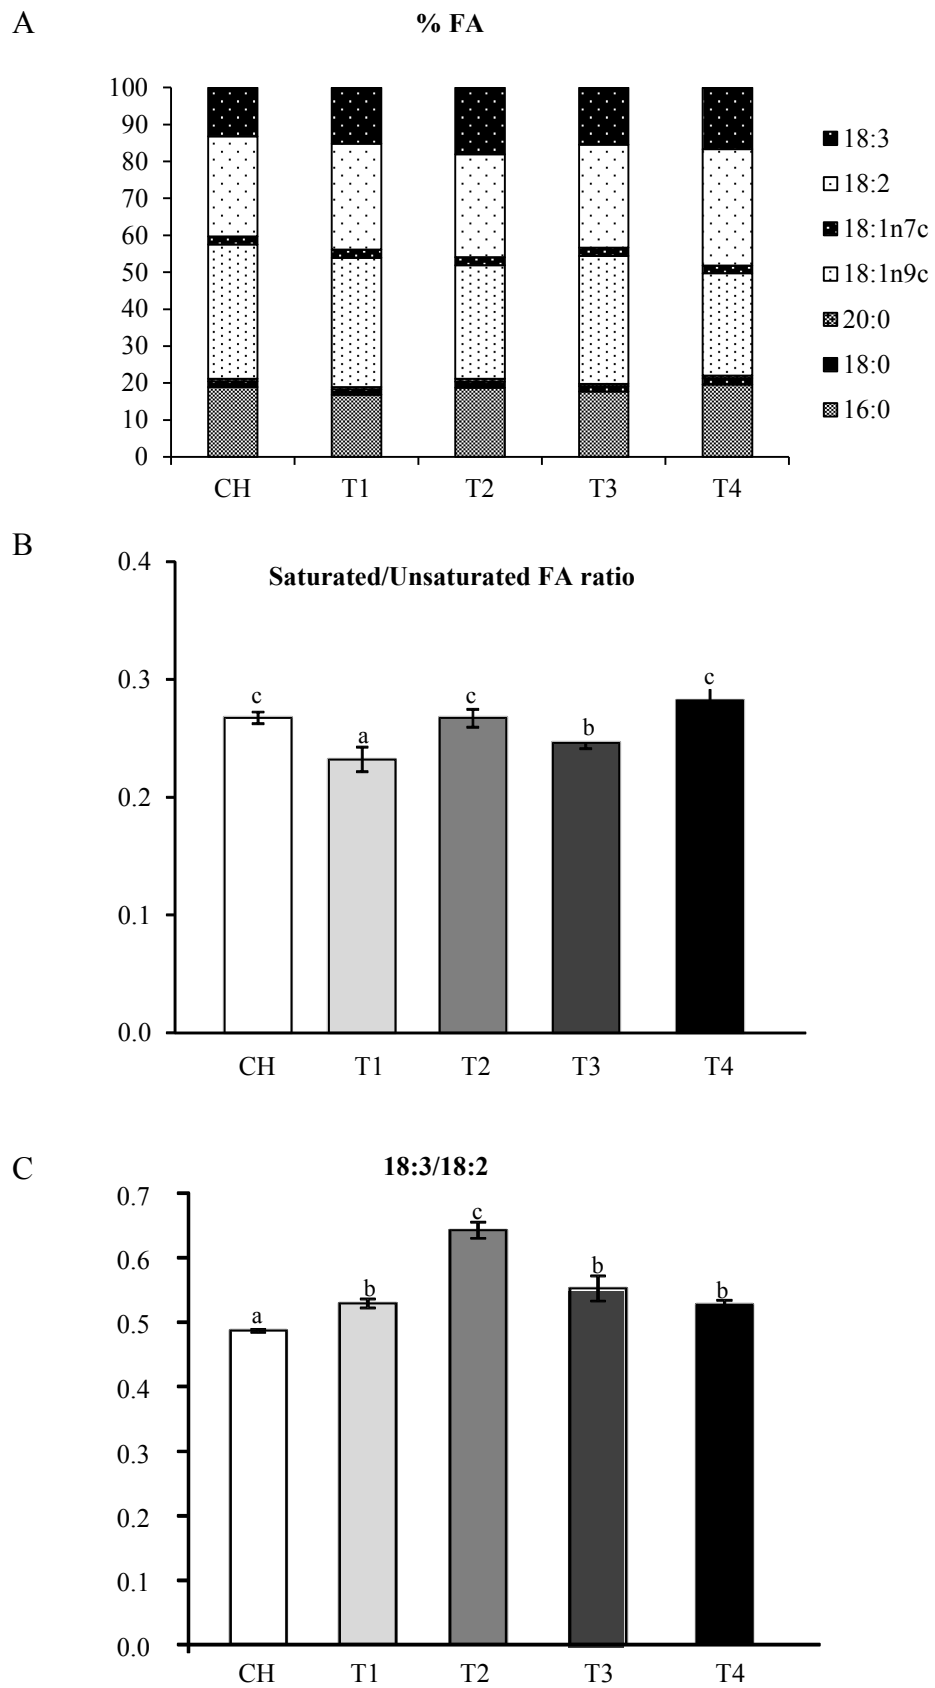 A
% FA
100
90
80
70
60
50
40
30
20
10
0
CH T1 T2 T3 T4
18:3
18:2
18:1n7c
18:1n9c
20:0
18:0
16:0
B
Saturated/Unsaturated FA ratio
0.4
0.3
0.2
0.1
0.0
c a c b c
CH T1 T2 T3 T4
C
18:3/18:2
0.7
0.6
0.5
0.4
0.3
0.2
0.1
0.0
a b c b b
CH T1 T2 T3 T4